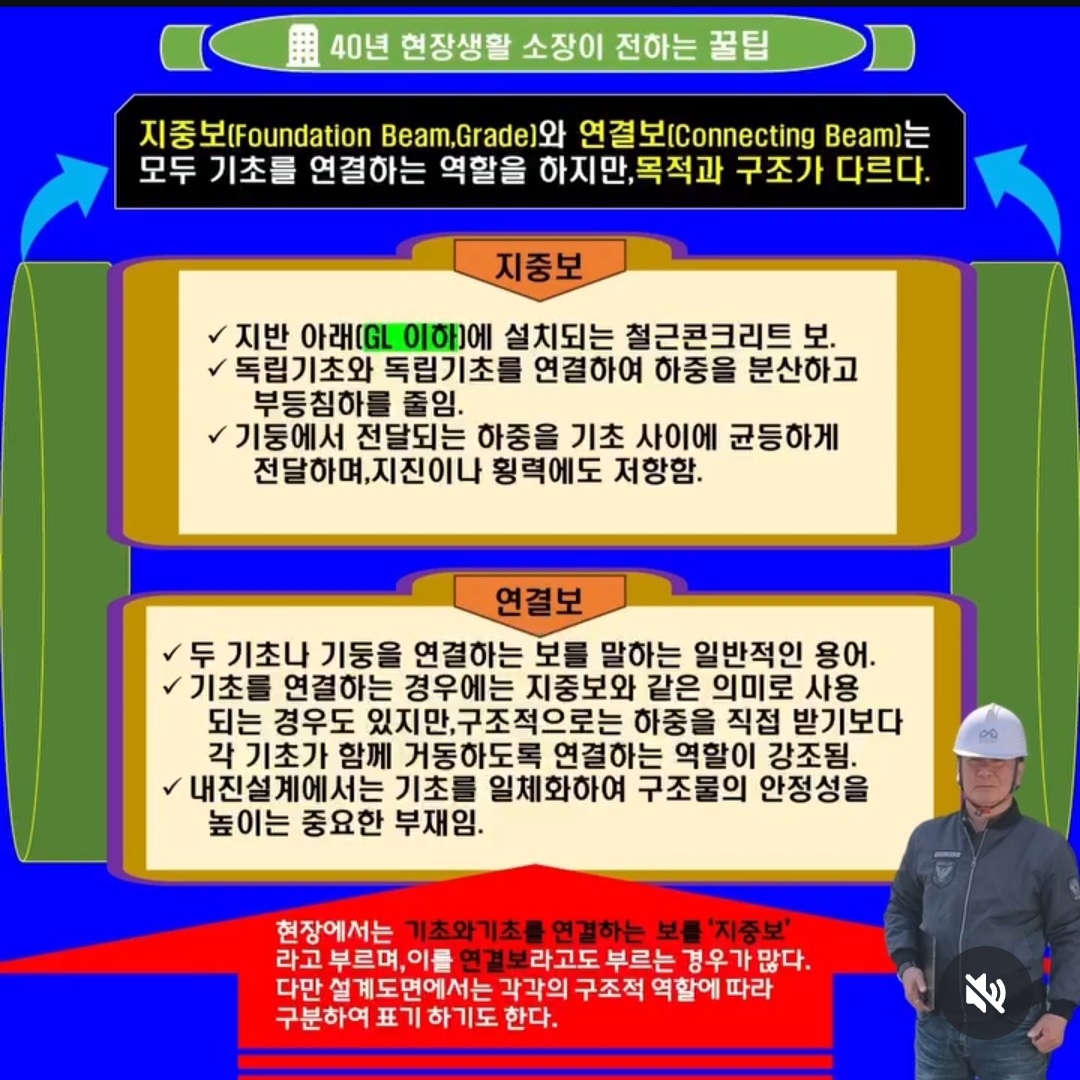 40년 현장생활 소장이 전하는 꿀팁
지중보(Foundation Beam,Grade)와 연결보(Connecting Beam)는
모두 기초를 연결하는 역할을 하지만,목적과 구조가 다르다.
지중보
✓ 지반 아래(GL 이하)에 설치되는 철근콘크리트 보.
✓ 독립기초와 독립기초를 연결하여 하중을 분산하고
부등침하를 줄임.
✓ 기둥에서 전달되는 하중을 기초 사이에 균등하게
전달하며,지진이나 횡력에도 저항함.
연결보
✓ 두 기초나 기둥을 연결하는 보를 말하는 일반적인 용어.
✓ 기초를 연결하는 경우에는 지중보와 같은 의미로 사용
되는 경우도 있지만,구조적으로는 하중을 직접 받기보다
각 기초가 함께 거동하도록 연결하는 역할이 강조됨.
✓ 내진설계에서는 기초를 일체화하여 구조물의 안정성을
높이는 중요한 부재임.
현장에서는 기초와기초를 연결하는 보를 '지중보'
라고 부르며,이를 연결보라고도 부르는 경우가 많다.
다만 설계도면에서는 각각의 구조적 역할에 따라
구분하여 표기 하기도 한다.